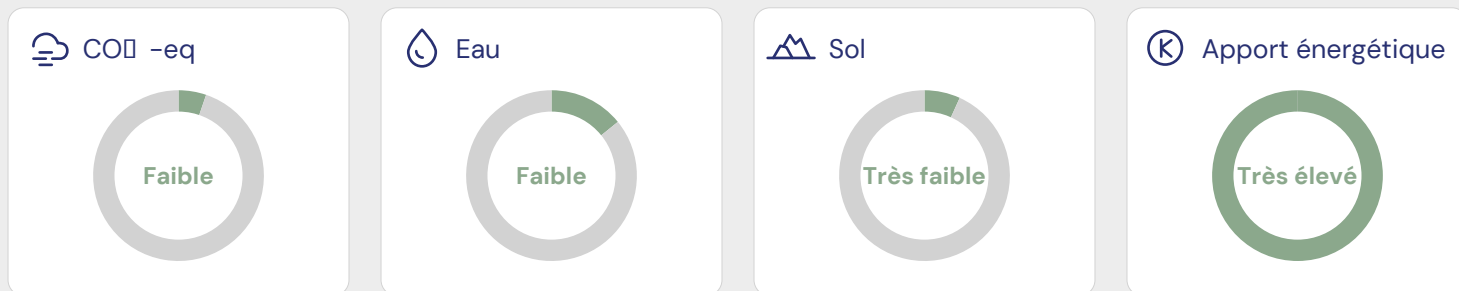 CO▯ -eq
Faible
Eau
Faible
Sol
Très faible
Apport énergétique
Très élevé